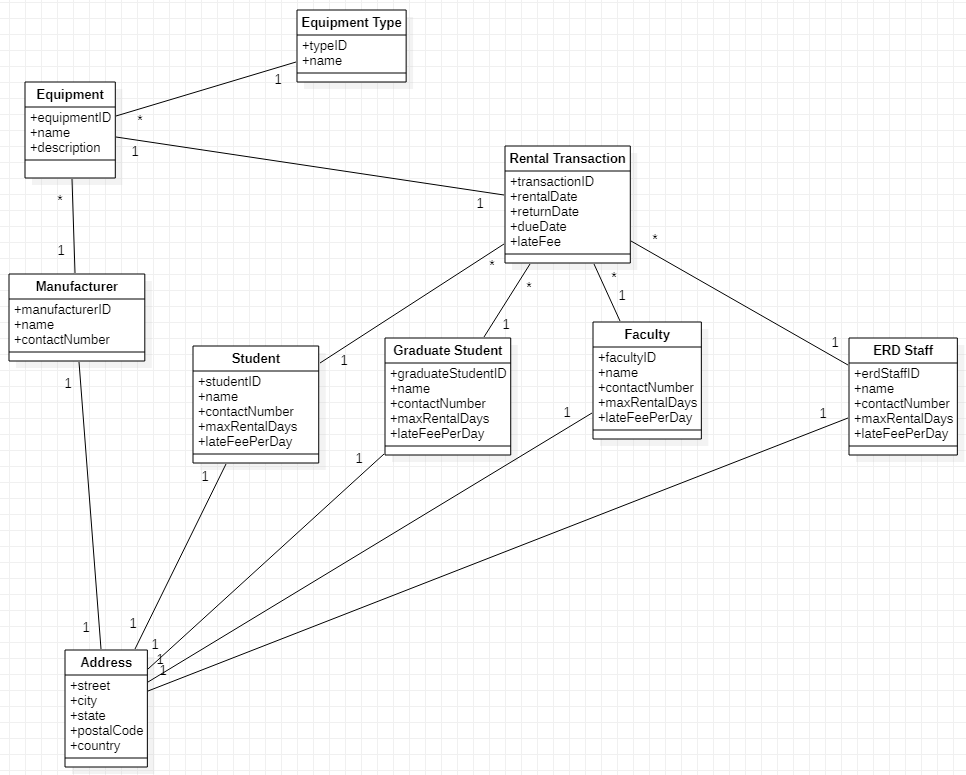 Equipment Type
+typeID
+name
1
Equipment
+equipmentID
+name
+description
*
1
Rental Transaction
+transactionID
+rentalDate
+returnDate
+dueDate
+lateFee
1
*
1
Manufacturer
+manufacturerID
+name
+contactNumber
1
*
*
*
*
1
1
1
1
Student
+studentID
+name
+contactNumber
+maxRentalDays
+lateFeePerDay
1
Graduate Student
+graduateStudentID
+name
+contactNumber
+maxRentalDays
+lateFeePerDay
1
Faculty
+facultyID
+name
+contactNumber
+maxRentalDays
+lateFeePerDay
1
ERD Staff
+erdStaffID
+name
+contactNumber
+maxRentalDays
+lateFeePerDay
1
1
1
1
1
1
Address
+street
+city
+state
+postalCode
+country